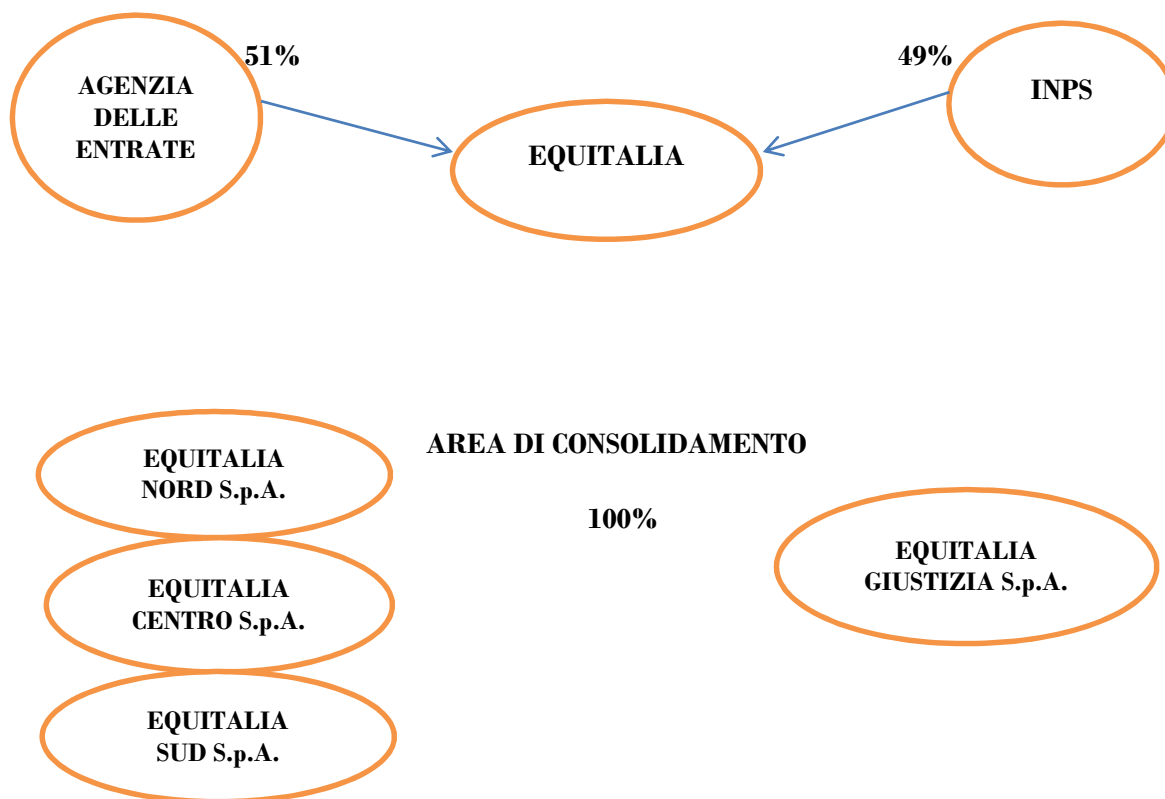 51%
49%
AGENZIA
DELLE
ENTRATE
EQUITALIA
INPS
AREA DI CONSOLIDAMENTO
100%
EQUITALIA
NORD S.p.A.
EQUITALIA
CENTRO S.p.A.
EQUITALIA
SUD S.p.A.
EQUITALIA
GIUSTIZIA S.p.A.